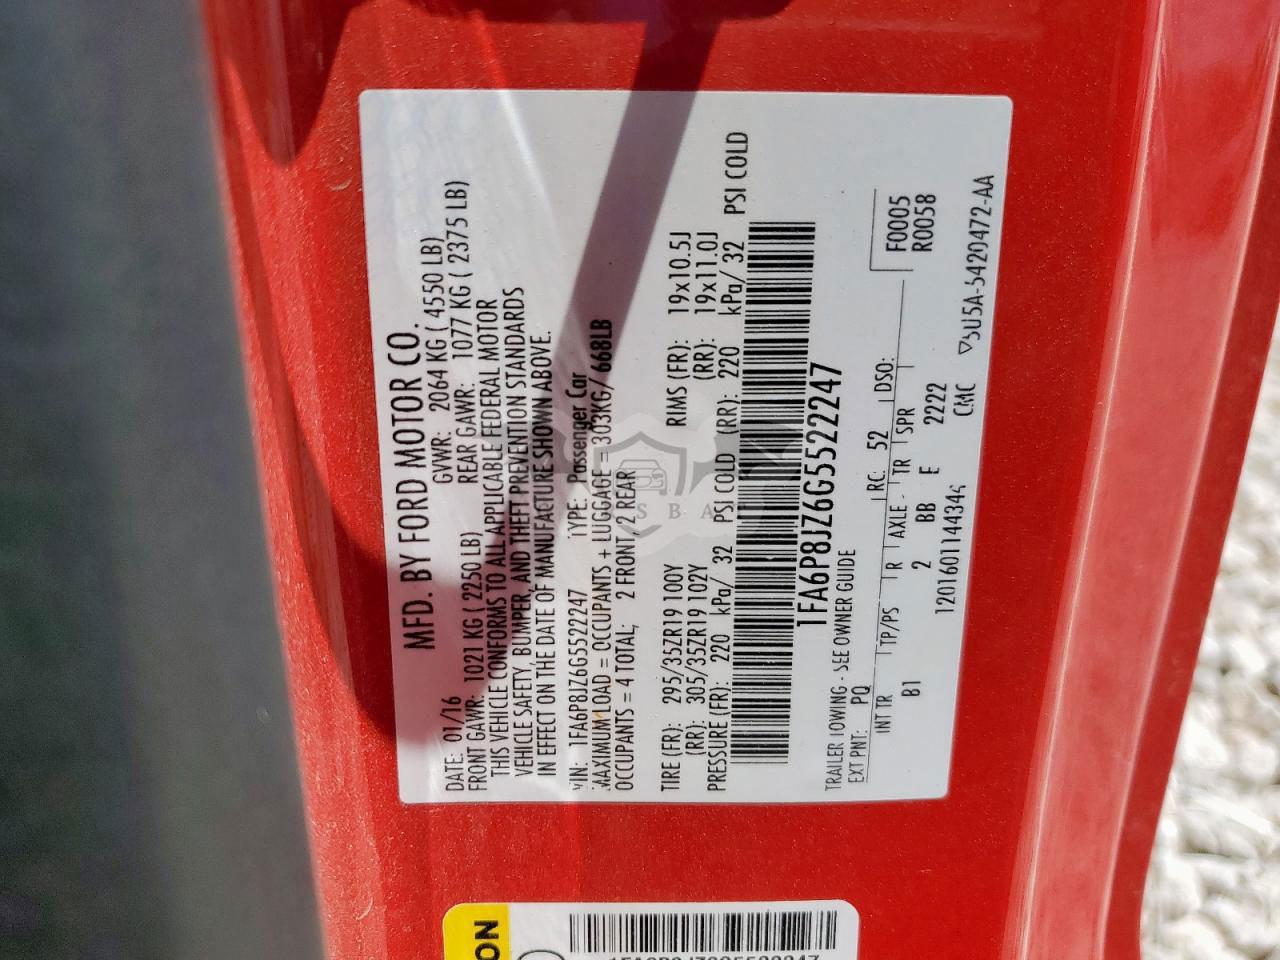 MFD. BY FORD MOTOR CO.
DATE: 01/16 GVWR: 2064 KG ( 4550 LB)
FRONT GAWR: 1021 KG ( 2250 LB) REAR GAWR: 1077 KG ( 2375 LB)
THIS VEHICLE CONFORMS TO ALL APPLICABLE FEDERAL MOTOR
VEHICLE SAFETY, BUMPER, AND THEFT PREVENTION STANDARDS
IN EFFECT ON THE DATE OF MANUFACTURE SHOWN ABOVE.
VIN: 1FA6P8JZ6G5522247 TYPE: Passenger Car
MAXIMUM LOAD = OCCUPANTS + LUGGAGE = 303KG/ 668LB
OCCUPANTS = 4 TOTAL; 2 FRONT/2 REAR
TIRE (FR): 295/35ZR19 100Y RIMS (FR): 19x10.5J
(RR): 305/35ZR19 102Y (RR): 19x11.0J
PRESSURE (FR): 220 kPa/ 32 PSI COLD (RR): 220 kPa/ 32 PSI COLD
1FA6P8JZ6G5522247
TRAILER TOWING - SEE OWNER GUIDE
EXT PNT: PQ RC: 52 DSO: F0005
R0058
INT TR TP/PS R AXLE - TR SPR
B1 2 BB E 2222
1201601144345 CMC ▽5U5A-5420472-AA
ON